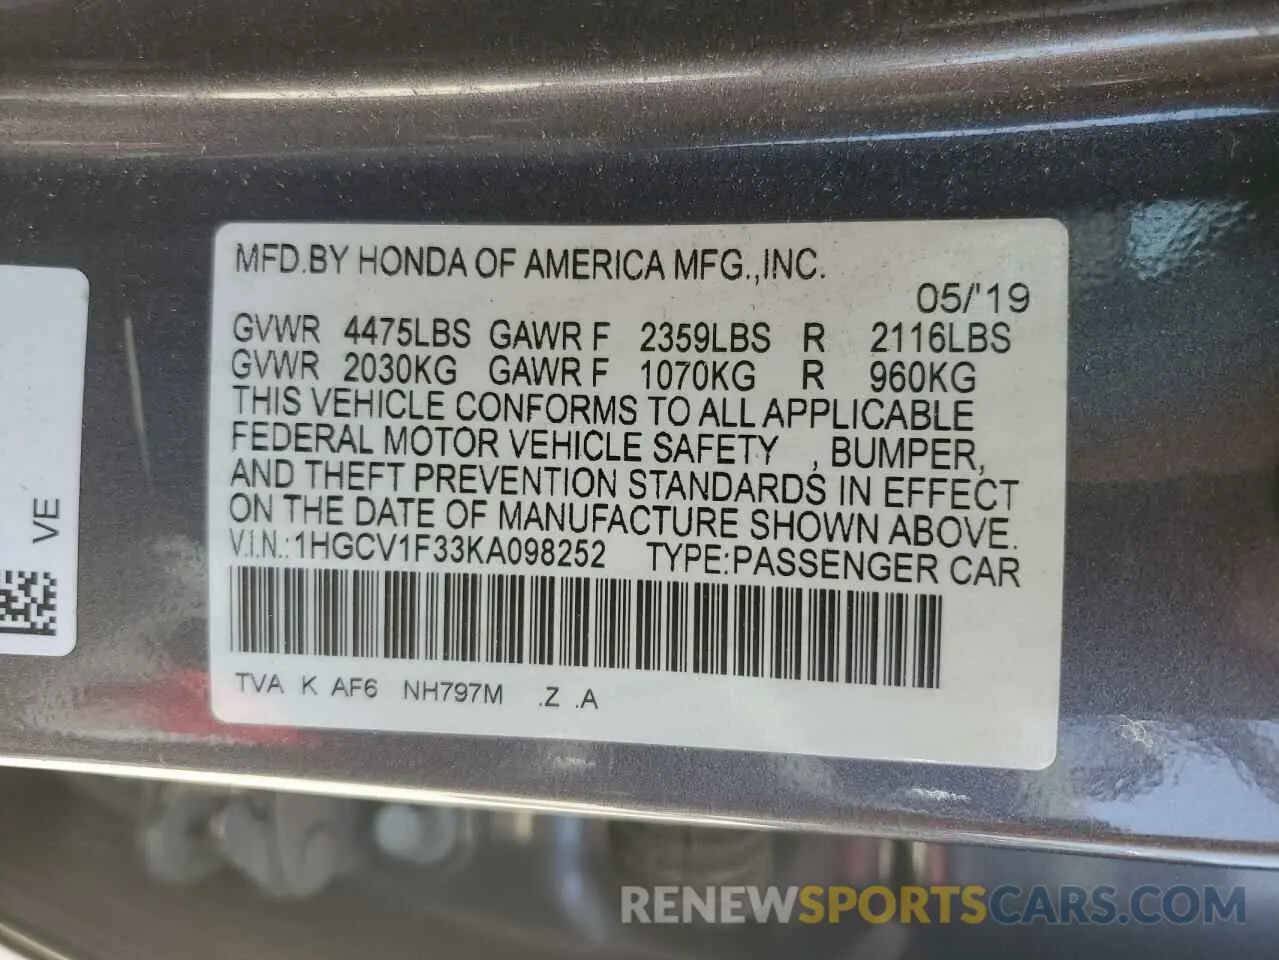 MFD.BY HONDA OF AMERICA MFG.,INC.
05/'19
GVWR 4475LBS GAWR F 2359LBS R 2116LBS
GVWR 2030KG GAWR F 1070KG R 960KG
THIS VEHICLE CONFORMS TO ALL APPLICABLE
FEDERAL MOTOR VEHICLE SAFETY , BUMPER,
AND THEFT PREVENTION STANDARDS IN EFFECT
ON THE DATE OF MANUFACTURE SHOWN ABOVE.
V.I.N.:1HGCV1F33KA098252 TYPE:PASSENGER CAR
TVA K AF6 NH797M .Z .A
VE
RENEWSPORTSCARS.COM